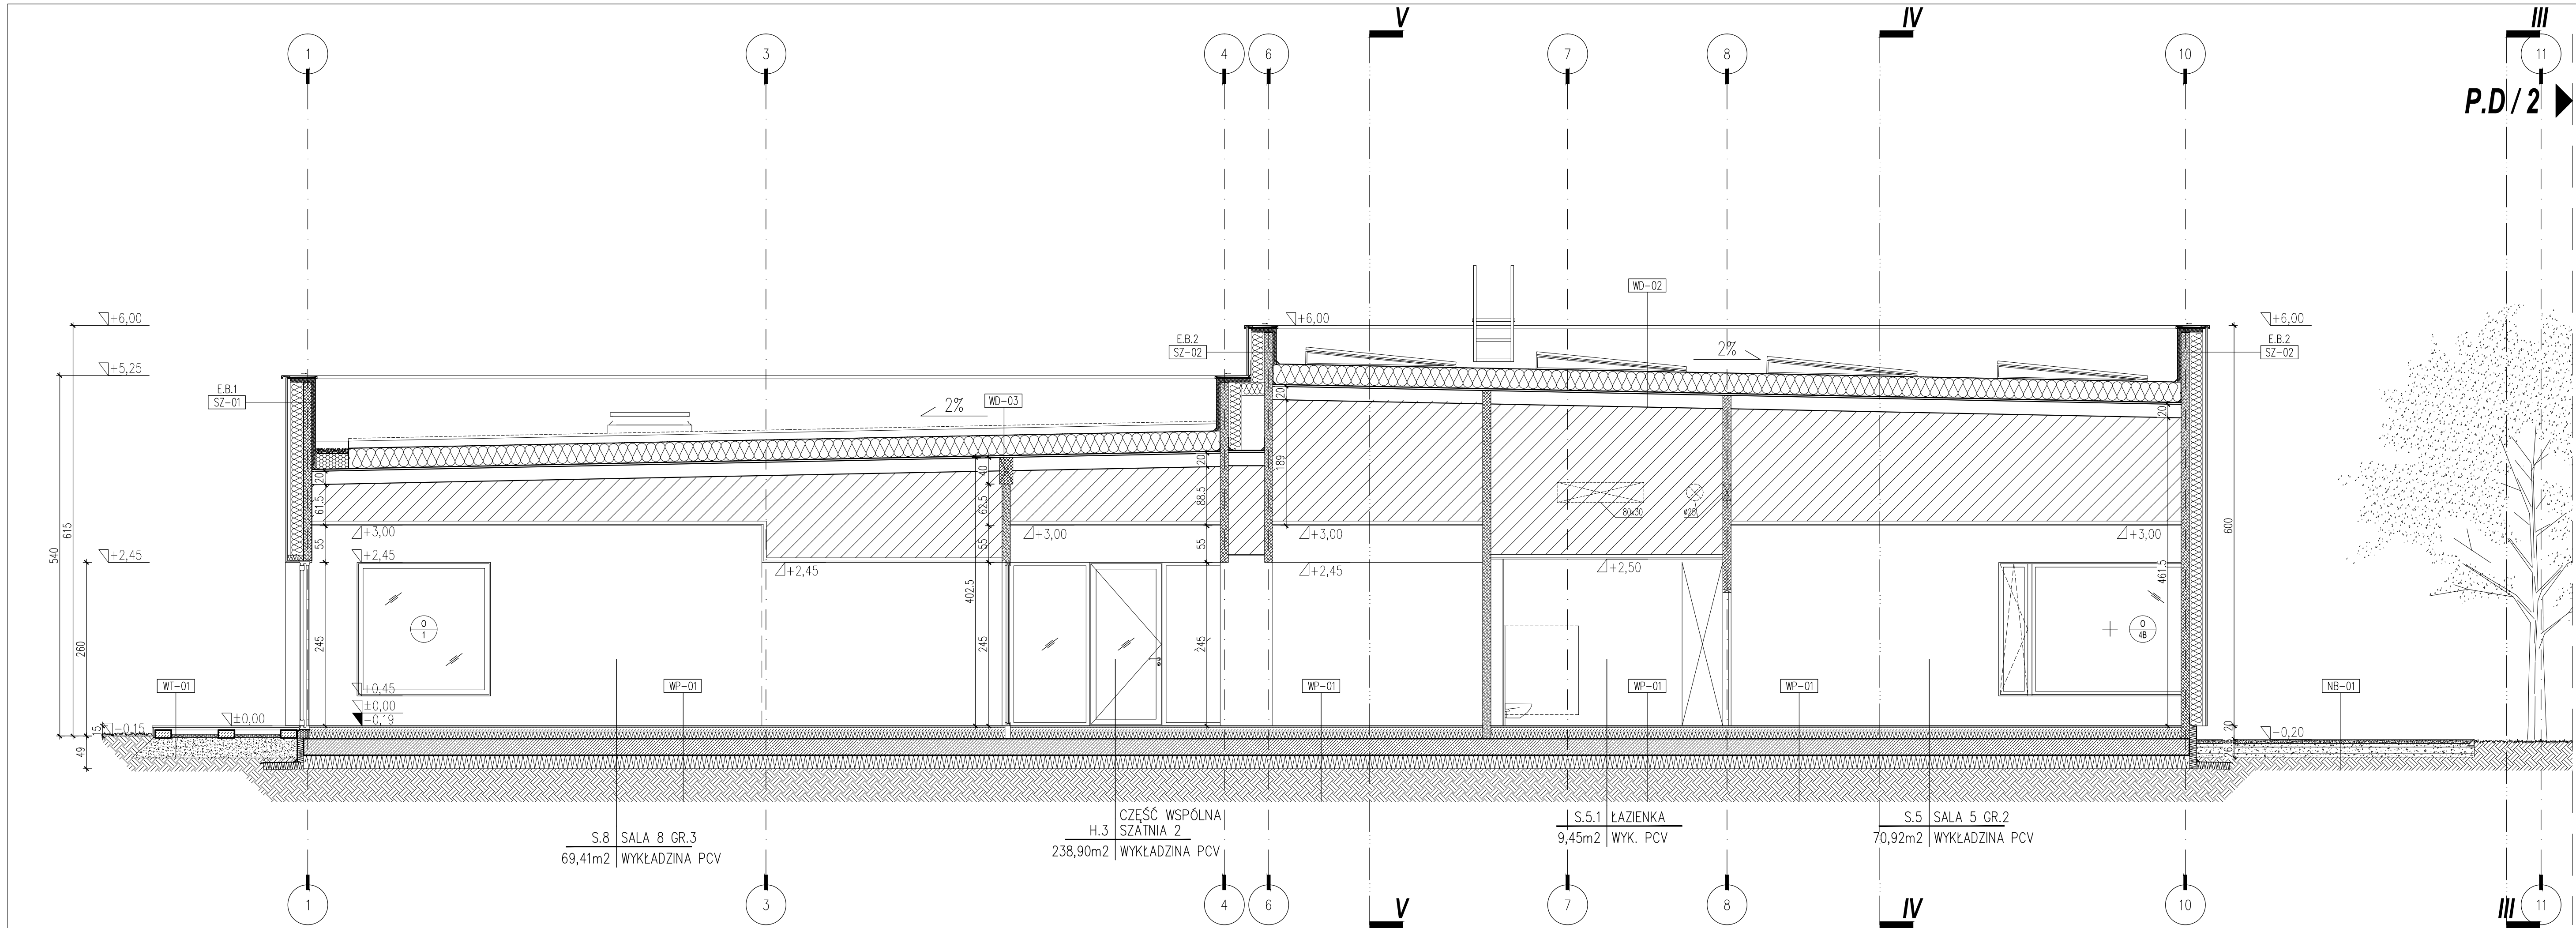 V
IV
III
1
3
4
6
7
8
10
11
P.D / 2
WD-02
+6,00
+6,00
+6,00
E.B.2
SZ-02
E.B.2
SZ-02
2%
+5,25
E.B.1
SZ-01
2%
WD-03
20
20
40
20
20
189
61.5
62.5
88.5
80x30
ø28
615
540
600
+3,00
+3,00
+3,00
+3,00
55
55
55
+2,45
+2,45
+2,45
+2,45
+2,50
402.5
461.5
O
1
O
4B
260
245
245
245
WT-01
+0,45
WP-01
WP-01
WP-01
WP-01
NB-01
±0,00
±0,00
-0,19
15
-0,15
-0,20
20
49
CZĘŚĆ WSPÓLNA
S.8 SALA 8 GR.3
69,41m2 WYKŁADZINA PCV
H.3 SZATNIA 2
238,90m2 WYKŁADZINA PCV
S.5.1 ŁAZIENKA
9,45m2 WYK. PCV
S.5 SALA 5 GR.2
70,92m2 WYKŁADZINA PCV
1
3
4
6
7
8
10
11
V
IV
III